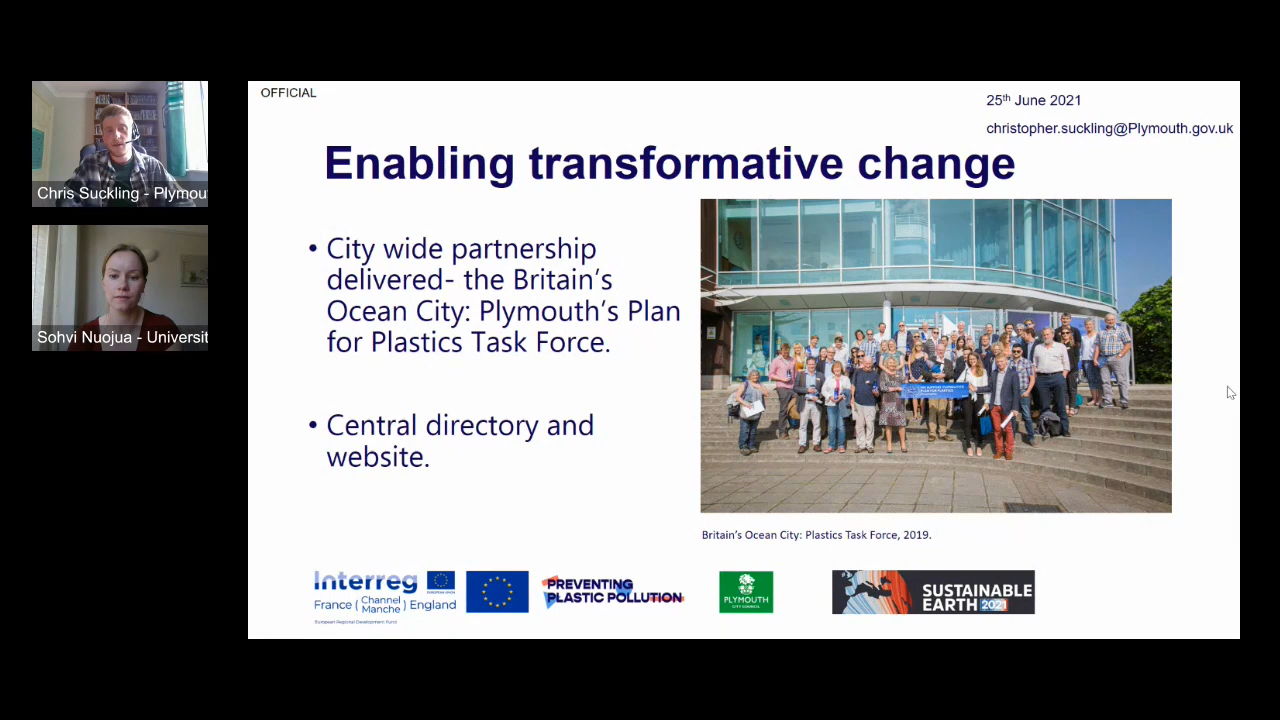 OFFICIAL
25th June 2021
christopher.suckling@Plymouth.gov.uk
Enabling transformative change
Chris Suckling - Plymou
Sohvi Nuojua - Universit
• City wide partnership
delivered- the Britain's
Ocean City: Plymouth's Plan
for Plastics Task Force.
• Central directory and
website.
Britain's Ocean City: Plastics Task Force, 2019.
Interreg
EUROPEAN UNION
France ( Channel Manche ) England
European Regional Development Fund
PREVENTING
PLASTIC POLLUTION
PLYMOUTH
CITY COUNCIL
SUSTAINABLE
EARTH 2021